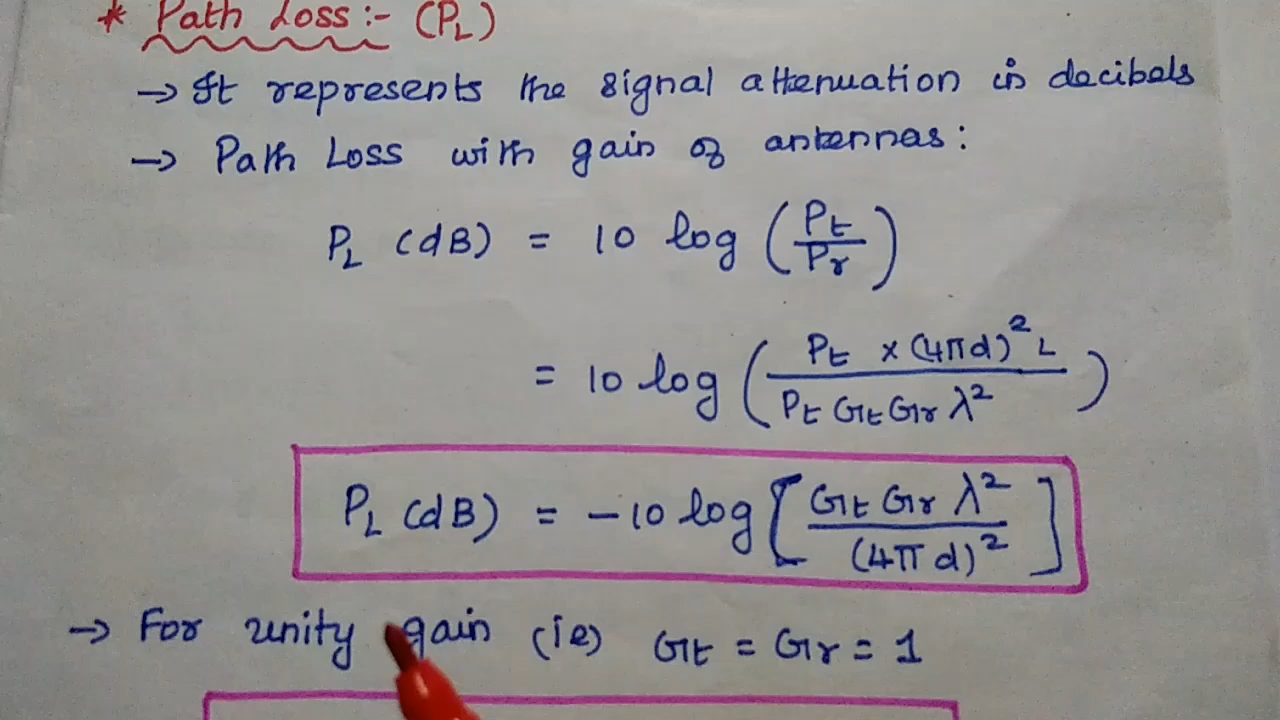 * Path Loss :- (PL)
→ It represents the signal attenuation in decibels
→ Path Loss with gain of antennas :
PL (dB) = 10 log (Pt/Pr)
= 10 log (Pt × (4πd)² L / Pt Gt Gr λ²)
PL (dB) = -10 log [Gt Gr λ² / (4πd)²]
→ For unity gain (ie) Gt = Gr = 1